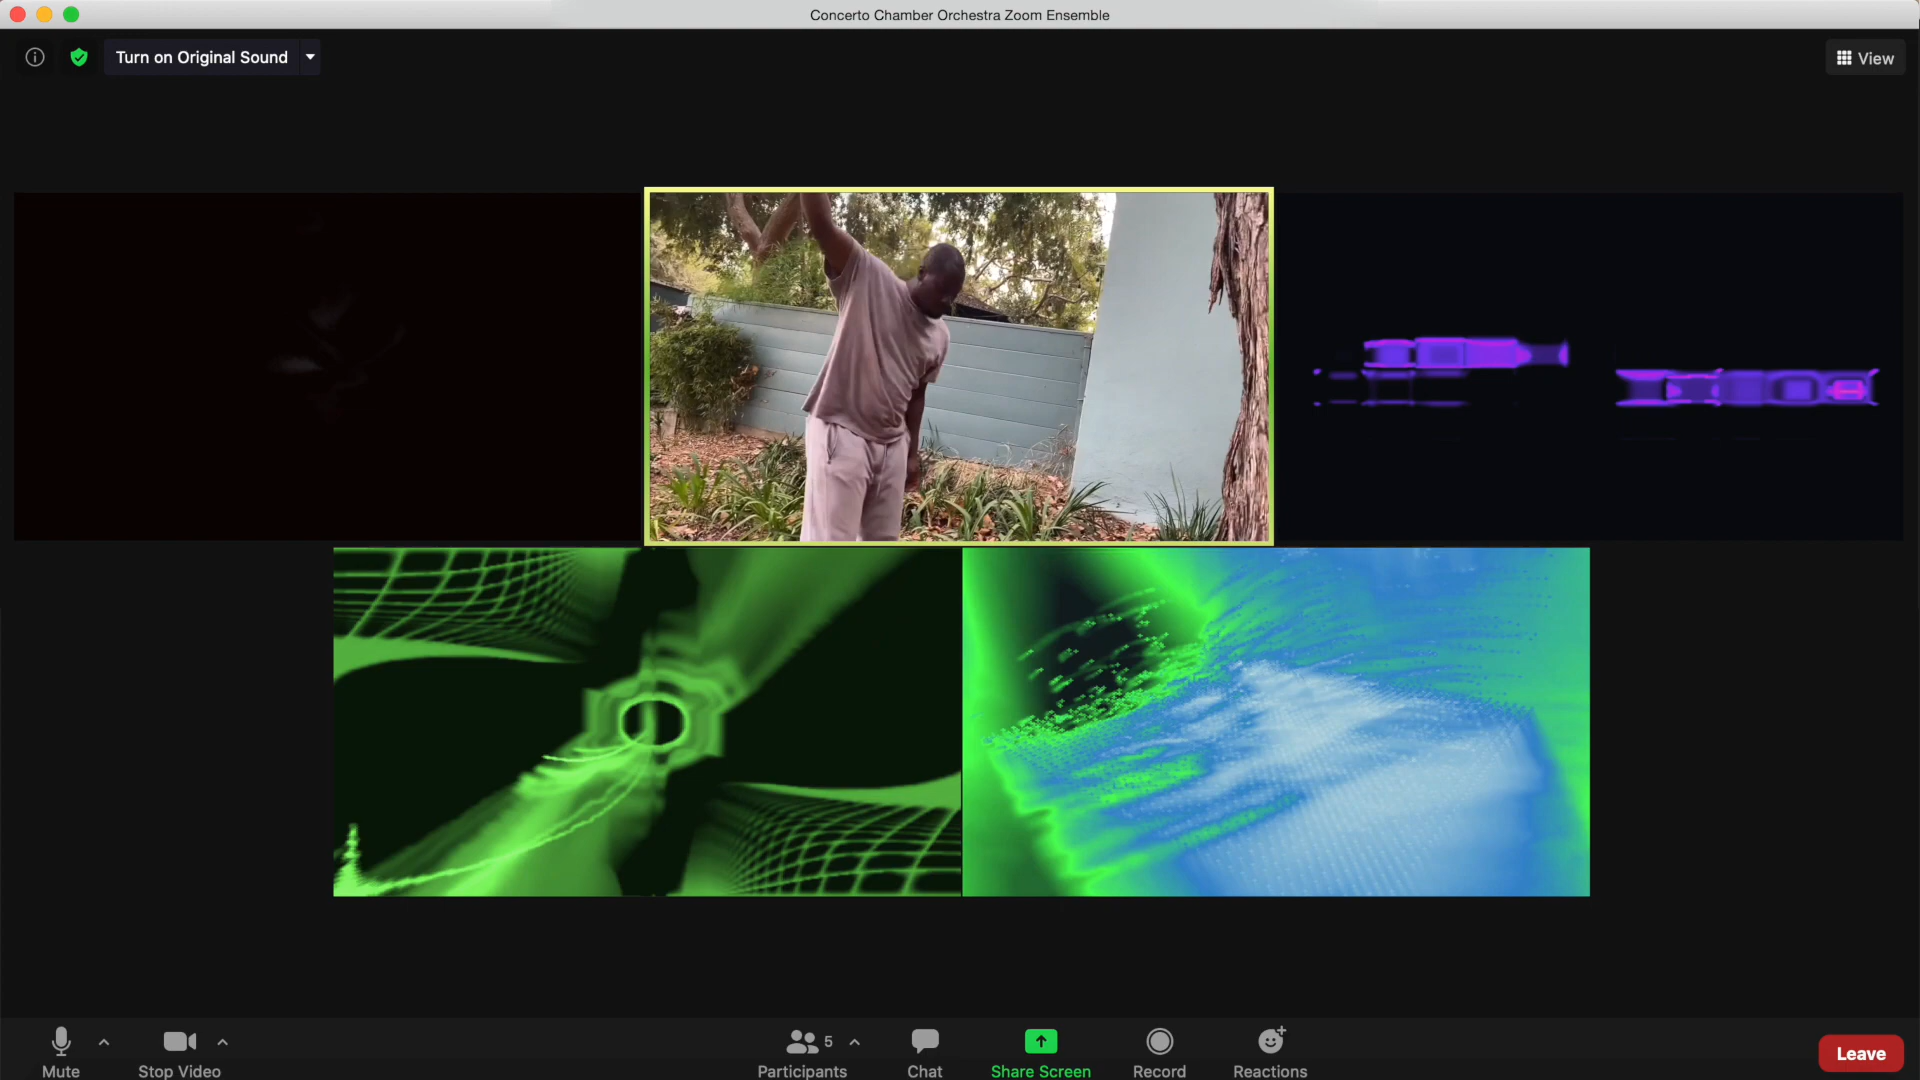 Concerto Chamber Orchestra Zoom Ensemble
Turn on Original Sound
View
Mute
Stop Video
5
Participants
Chat
Share Screen
Record
Reactions
Leave